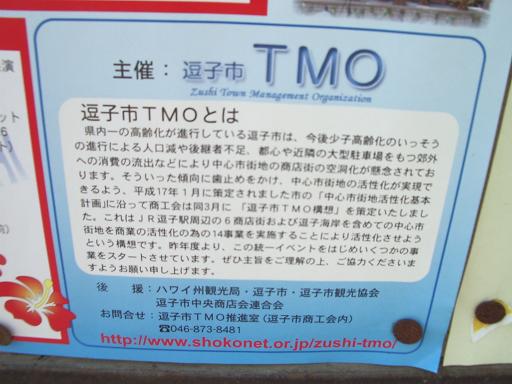 主催：逗子市 TMO
Zushi Town Management Organization
逗子市TMOとは
県内一の高齢化が進行している逗子市は、今後少子高齢化のいっそう
の進行による人口減や後継者不足、都心や近隣の大型駐車場をもつ郊外
への消費の流出などにより中心市街地の商店街の空洞化が懸念されてお
ります。そういった傾向に歯止めをかけ、中心市街地の活性化が実現で
きるよう、平成17年1月に策定されました市の「中心市街地活性化基本
計画」に沿って商工会は同3月に 「逗子市TMO構想」を策定いたしまし
た。これはJR逗子駅周辺の6商店街および逗子海岸を含めての中心市
街地を商業の活性化の為の14事業を実施することにより活性化させよう
という構想です。昨年度より、この統一イベントをはじめいくつかの事
業をスタートさせています。ぜひ主旨をご理解の上、ご協力くださいま
すようお願い申し上げます。
後 援：ハワイ州観光局・逗子市・逗子市観光協会
逗子市中央商店会連合会
お問合せ：逗子市TMO推進室 (逗子市商工会内)
☎046-873-8481
http://www.shokonet.or.jp/zushi-tmo/
演
ット
6